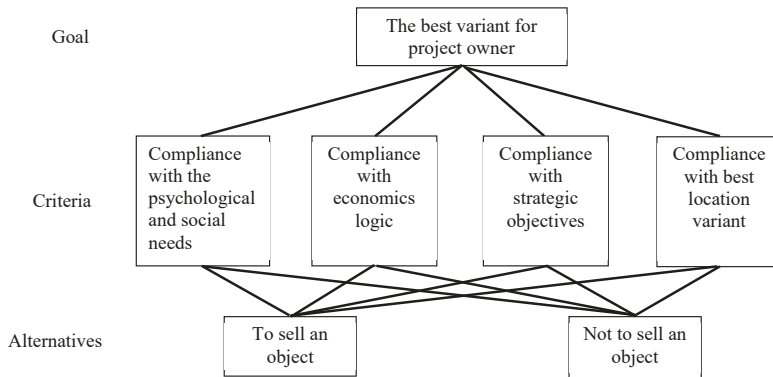 Goal
The best variant for
project owner
Criteria
Compliance
with the
psychological
and social
needs
Compliance
with
economics
logic
Compliance
with
strategic
objectives
Compliance
with best
location
variant
Alternatives
To sell an
object
Not to sell an
object